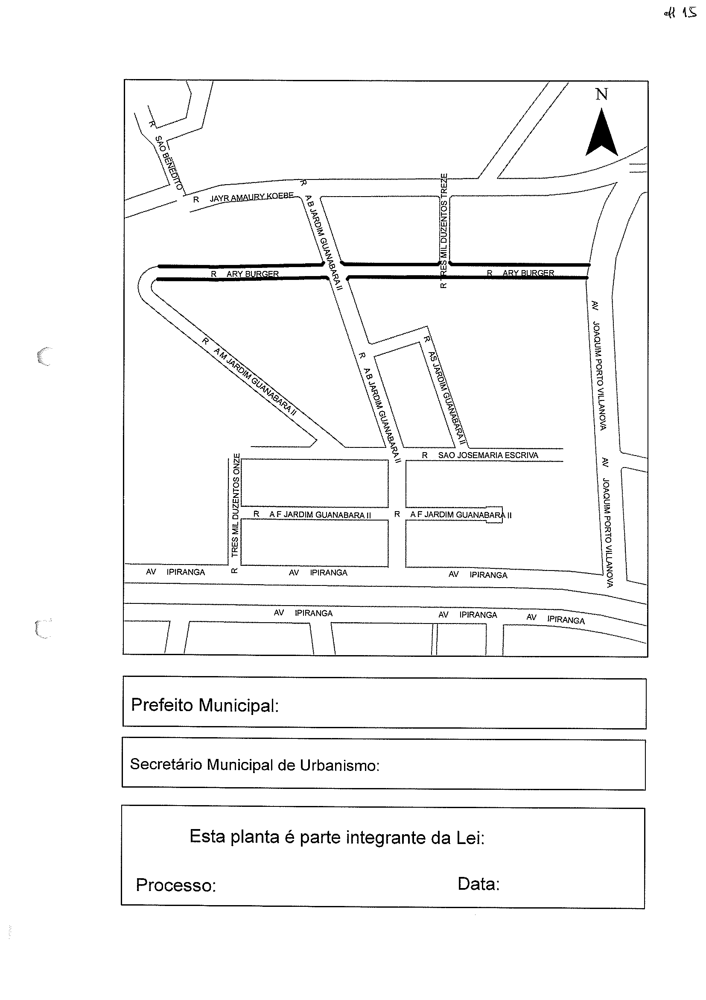 15
N
R SAO BENEDITO
R JAYR AMAURY KOEBE
R A B JARDIM GUANABARA II
R TRES MIL DUZENTOS TREZE
R ARY BURGER
R ARY BURGER
AV JOAQUIM PORTO VILLANOVA
R A M JARDIM GUANABARA II
R A B JARDIM GUANABARA II
R AS JARDIM GUANABARA II
R SAO JOSEMARIA ESCRIVA
AV JOAQUIM PORTO VILLANOVA
R TRES MIL DUZENTOS ONZE
R A F JARDIM GUANABARA II
R A F JARDIM GUANABARA II
AV IPIRANGA
AV IPIRANGA
AV IPIRANGA
AV IPIRANGA
AV IPIRANGA
AV IPIRANGA
Prefeito Municipal:
Secretário Municipal de Urbanismo:
Esta planta é parte integrante da Lei:
Processo:
Data: